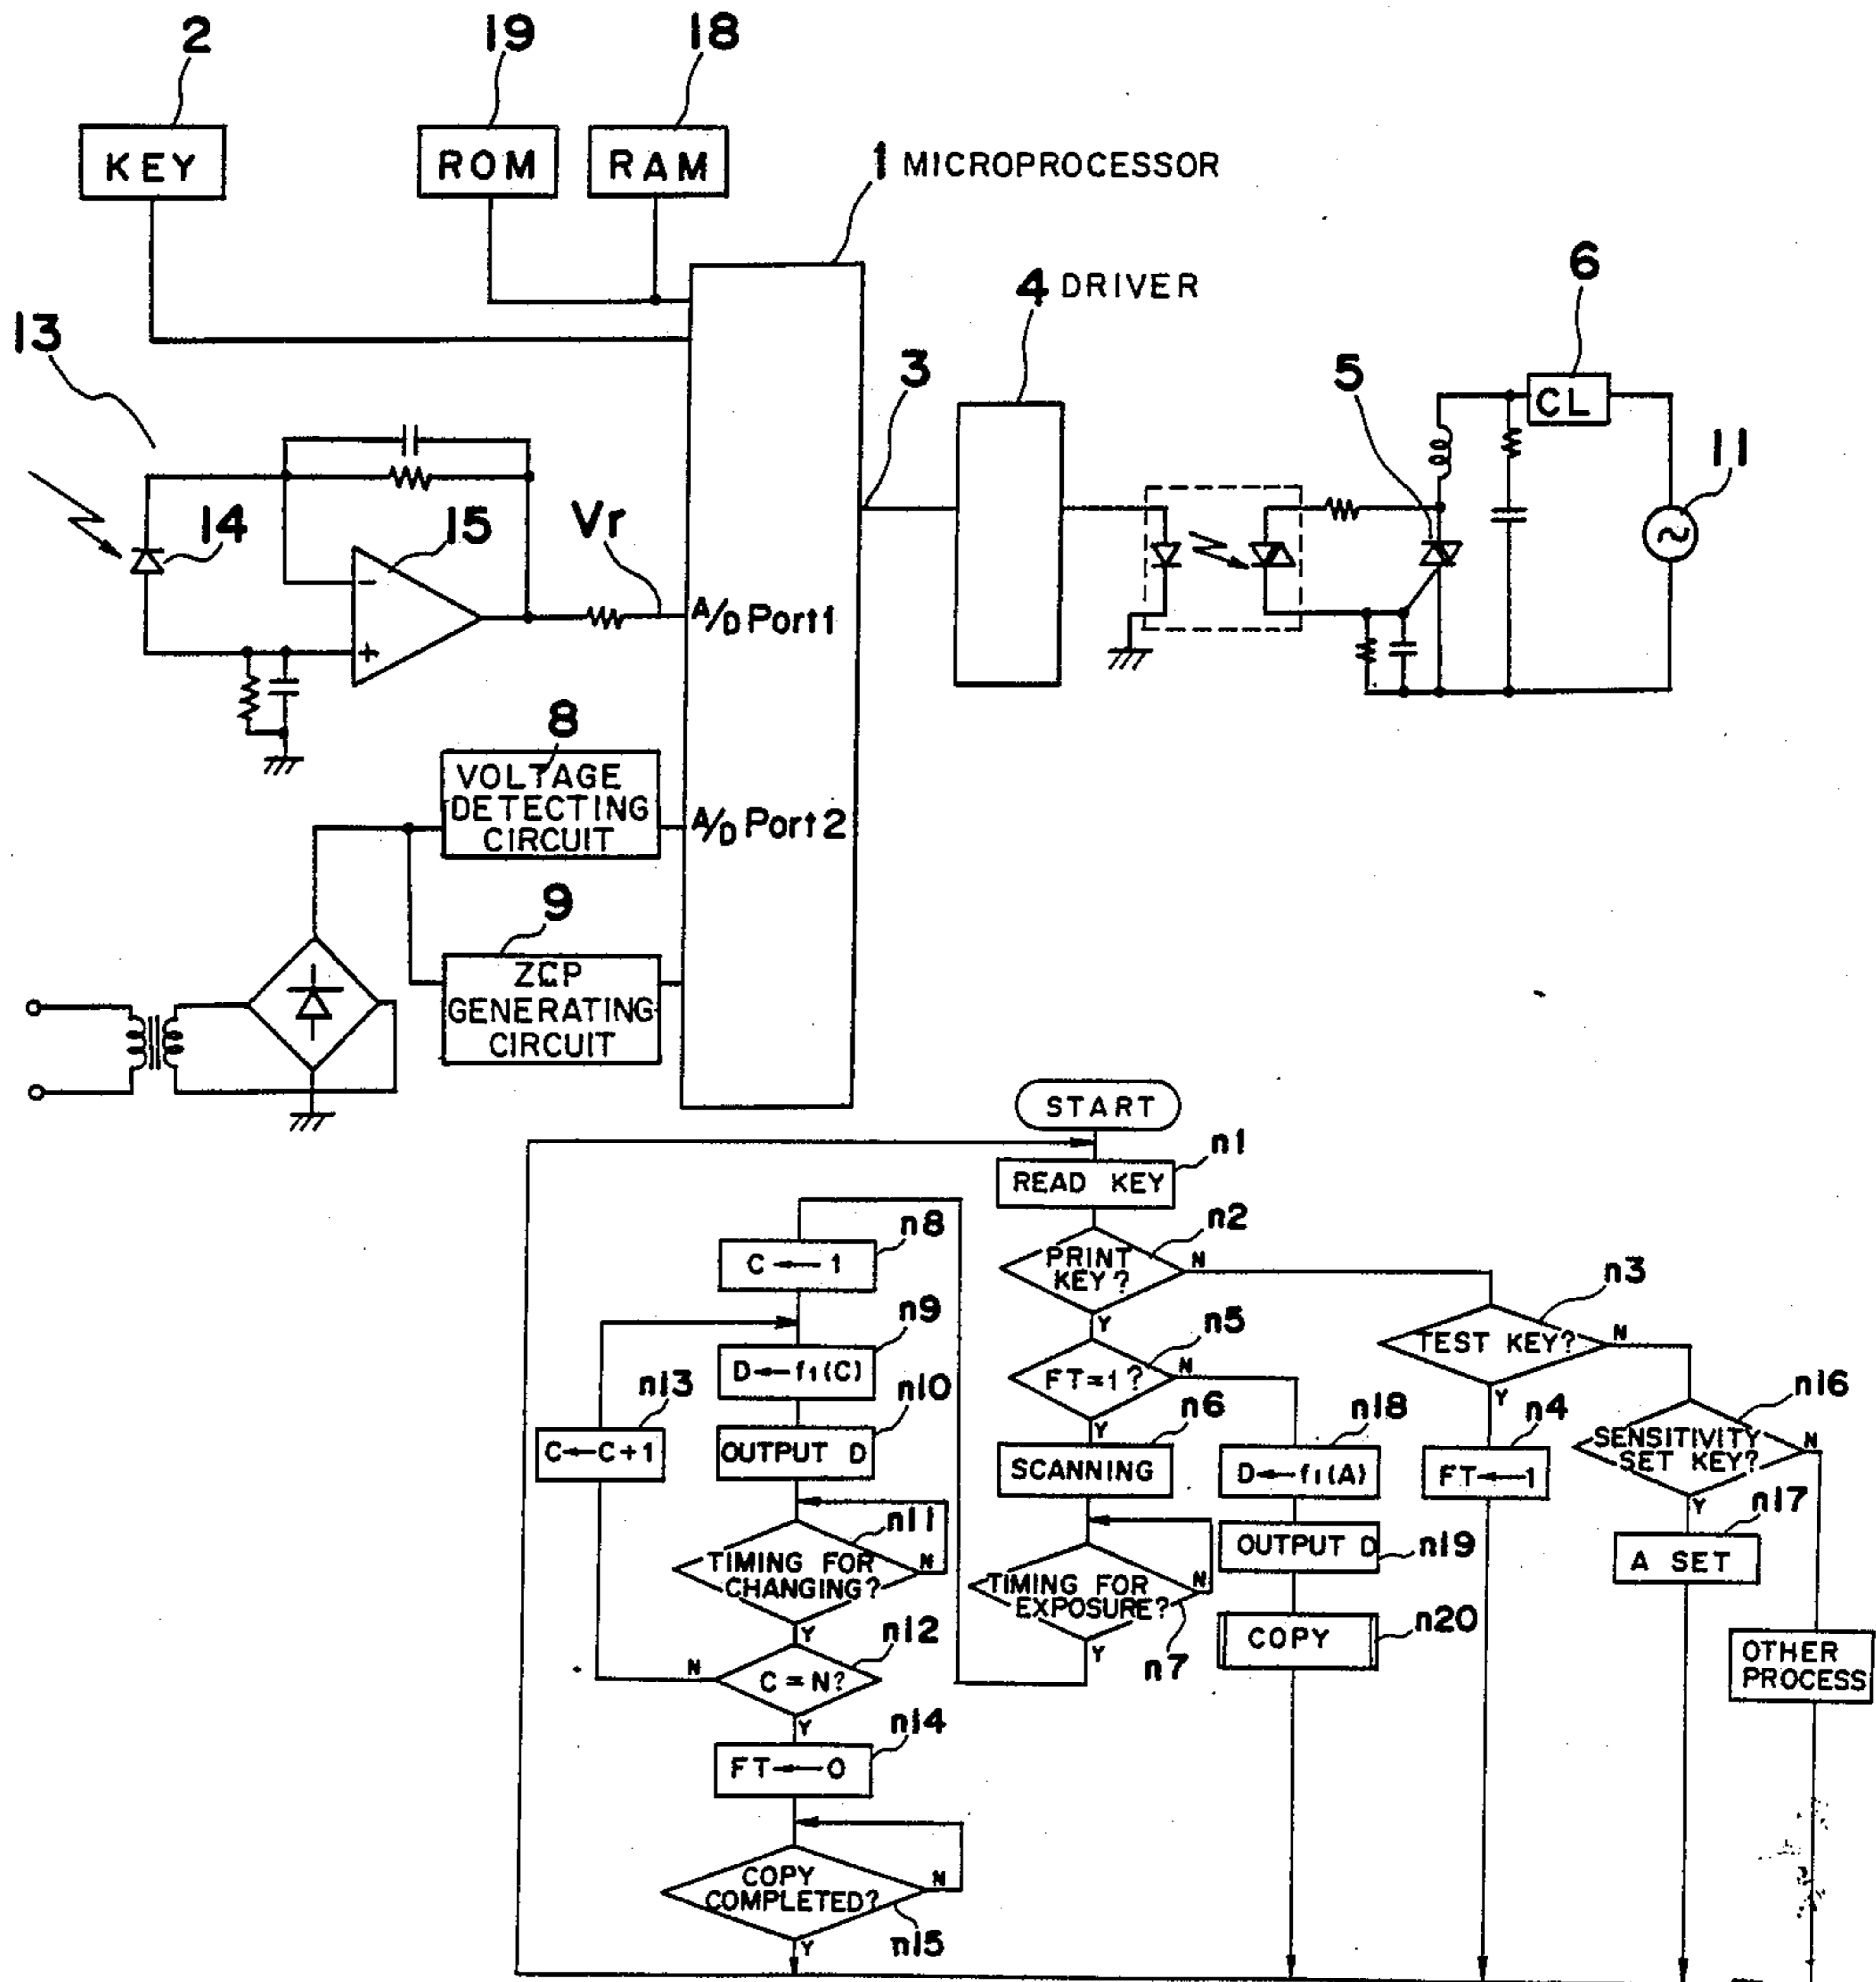 2
19
18
KEY
ROM
RAM
1 MICROPROCESSOR
4 DRIVER
6
13
3
5
CL
11
14
15
Vr
−
+
A/D Port1
8
VOLTAGE
DETECTING
CIRCUIT
A/D Port2
9
ZCP
GENERATING
CIRCUIT
START
n1
READ KEY
n2
PRINT
KEY?
N
Y
n3
TEST KEY?
N
Y
n8
C ← 1
n9
D ← f1(C)
n5
FT=1?
N
Y
n10
OUTPUT D
n13
C ← C+1
n6
SCANNING
n18
D ← f1(A)
n4
FT ← 1
n16
SENSITIVITY
SET KEY?
N
Y
n17
A SET
n11
TIMING FOR
CHANGING?
N
Y
TIMING FOR
EXPOSURE?
N
Y
n7
OUTPUT D
n19
COPY
n20
n12
C=N?
N
Y
OTHER
PROCESS
n14
FT ← 0
COPY
COMPLETED?
N
Y
n15